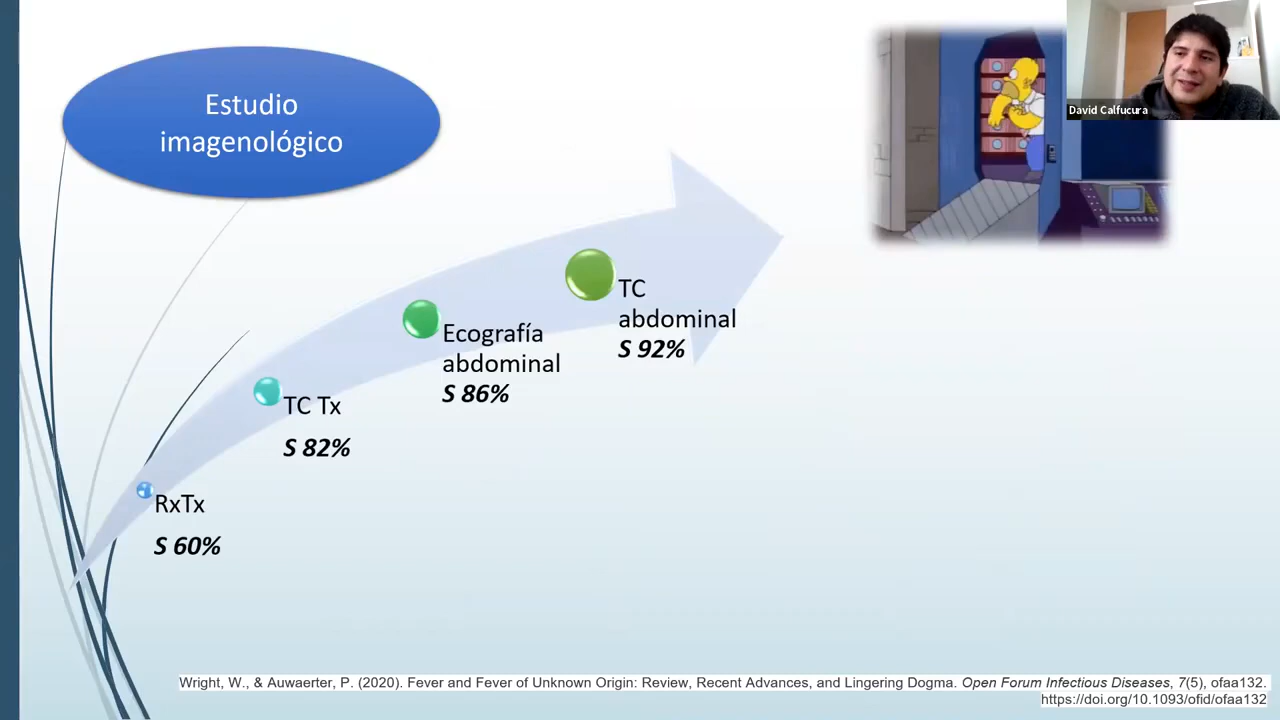 Estudio
imagenológico
David Calfucura
TC
abdominal
S 92%
Ecografía
abdominal
S 86%
TC Tx
S 82%
RxTx
S 60%
Wright, W., & Auwaerter, P. (2020). Fever and Fever of Unknown Origin: Review, Recent Advances, and Lingering Dogma. Open Forum Infectious Diseases, 7(5), ofaa132.
https://doi.org/10.1093/ofid/ofaa132